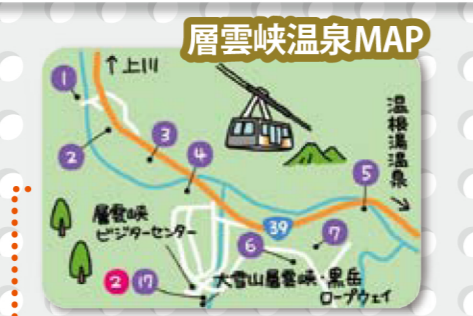 層雲峡温泉MAP
↑上川
1
2
3
4
5
温根湯温泉
層雲峡
ビジターセンター
39
6
7
2 17
大雪山層雲峡・黒岳
ロープウェイ